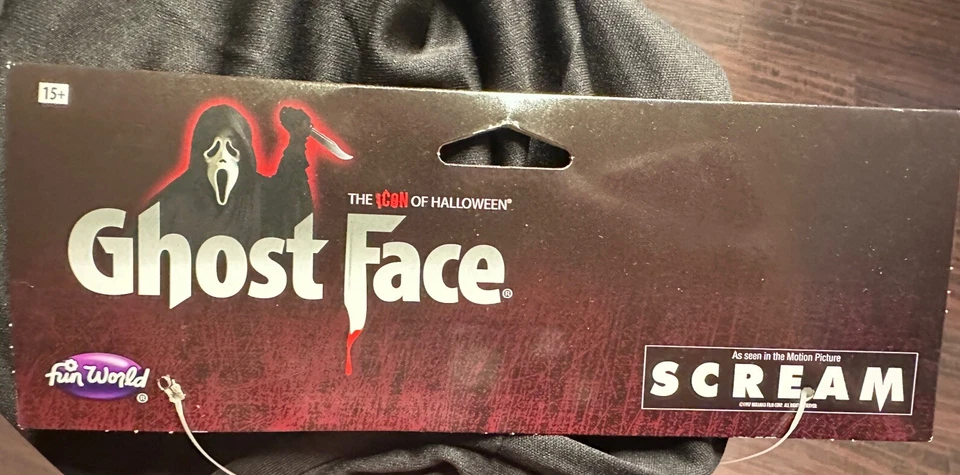 15+
THE ICON OF HALLOWEEN®
Ghost Face®
fun World®
As seen in the Motion Picture
SCREAM